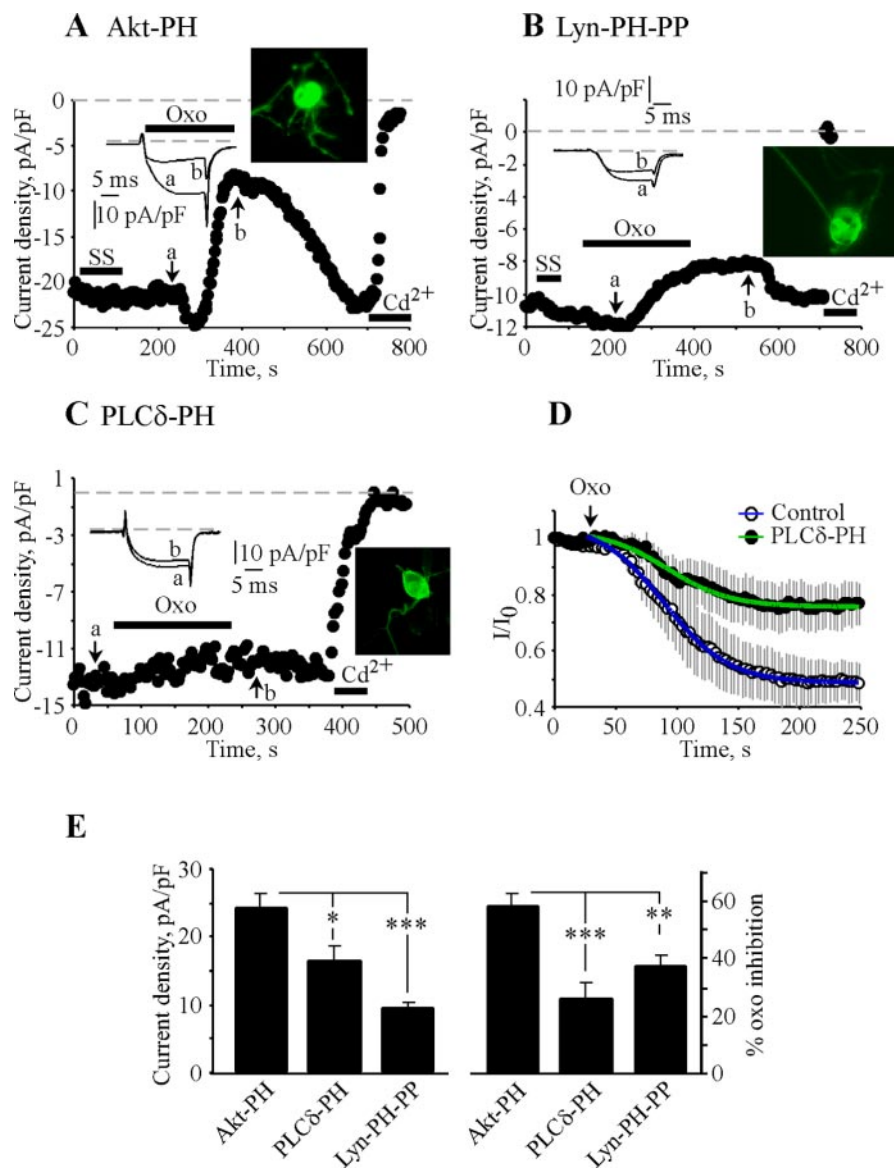 A Akt-PH
Current density, pA/pF
0
-5
-10
-15
-20
-25
Oxo
b
a
5 ms
10 pA/pF
SS
a
b
Cd2+
0 200 400 600 800
Time, s
B Lyn-PH-PP
Current density, pA/pF
0
-2
-4
-6
-8
-10
-12
10 pA/pF
5 ms
b
a
Oxo
SS
a
b
Cd2+
0 200 400 600 800
Time, s
C PLCδ-PH
Current density, pA/pF
1
-3
-7
-11
-15
b
a
10 pA/pF
5 ms
Oxo
a
b
Cd2+
0 100 200 300 400 500
Time, s
D
Oxo
Control
PLCδ-PH
I/I0
1
0.8
0.6
0.4
0 50 100 150 200 250
Time, s
E
Current density, pA/pF
30
20
10
0
*
***
Akt-PH
PLCδ-PH
Lyn-PH-PP
***
**
60
40
20
0
% oxo inhibition
Akt-PH
PLCδ-PH
Lyn-PH-PP